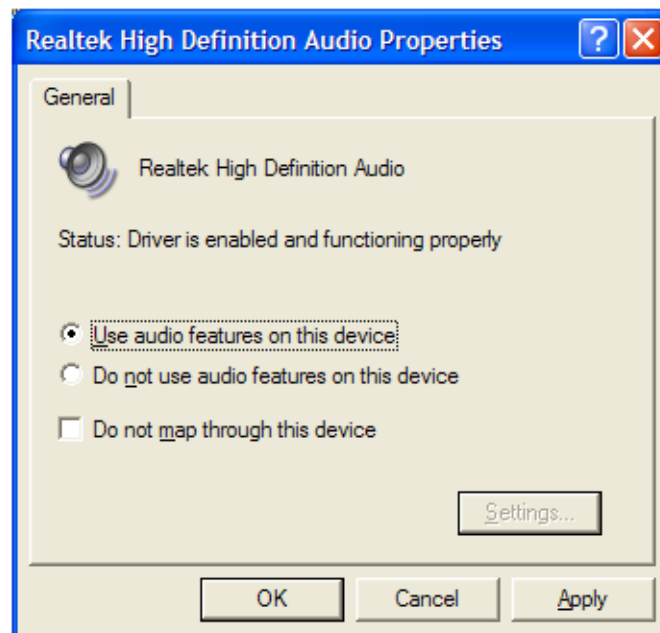 Realtek High Definition Audio Properties
General
Realtek High Definition Audio
Status: Driver is enabled and functioning properly
Use audio features on this device
Do not use audio features on this device
Do not map through this device
Settings...
OK Cancel Apply